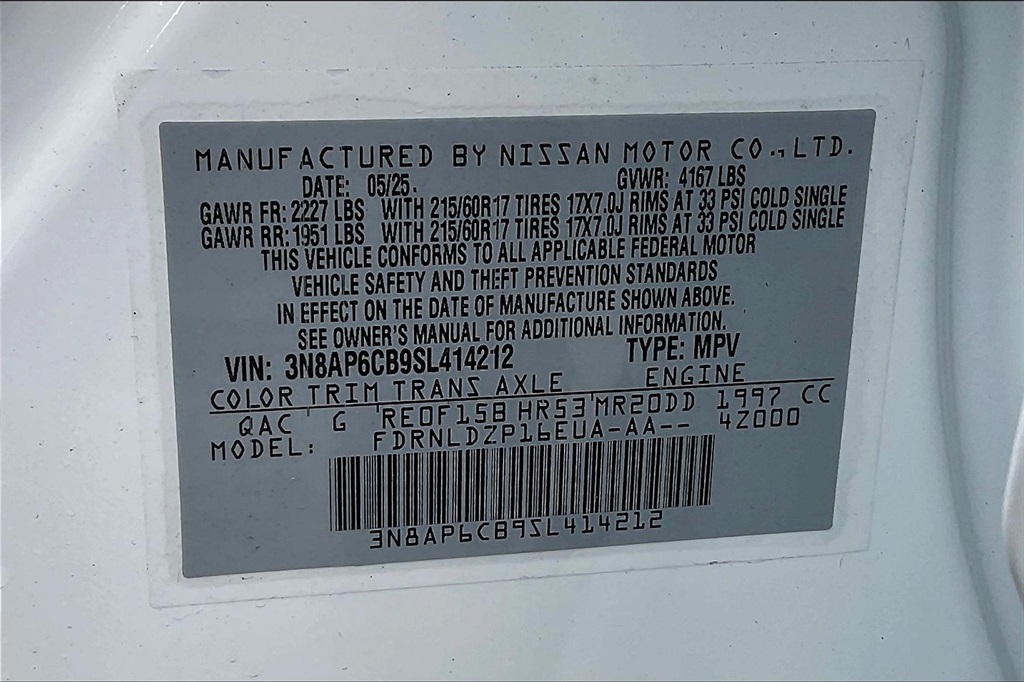 MANUFACTURED BY NISSAN MOTOR CO.,LTD.
DATE: 05/25. GVWR: 4167 LBS
GAWR FR: 2227 LBS WITH 215/60R17 TIRES 17X7.0J RIMS AT 33 PSI COLD SINGLE
GAWR RR: 1951 LBS WITH 215/60R17 TIRES 17X7.0J RIMS AT 33 PSI COLD SINGLE
THIS VEHICLE CONFORMS TO ALL APPLICABLE FEDERAL MOTOR
VEHICLE SAFETY AND THEFT PREVENTION STANDARDS
IN EFFECT ON THE DATE OF MANUFACTURE SHOWN ABOVE.
SEE OWNER'S MANUAL FOR ADDITIONAL INFORMATION.
VIN: 3N8AP6CB9SL414212 TYPE: MPV
COLOR TRIM TRANS AXLE ENGINE
QAC G RE0F15B HR53 MR20DD 1997 CC
MODEL: FDRNLDZP16EUA-AA-- 4Z000
3N8AP6CB9SL414212